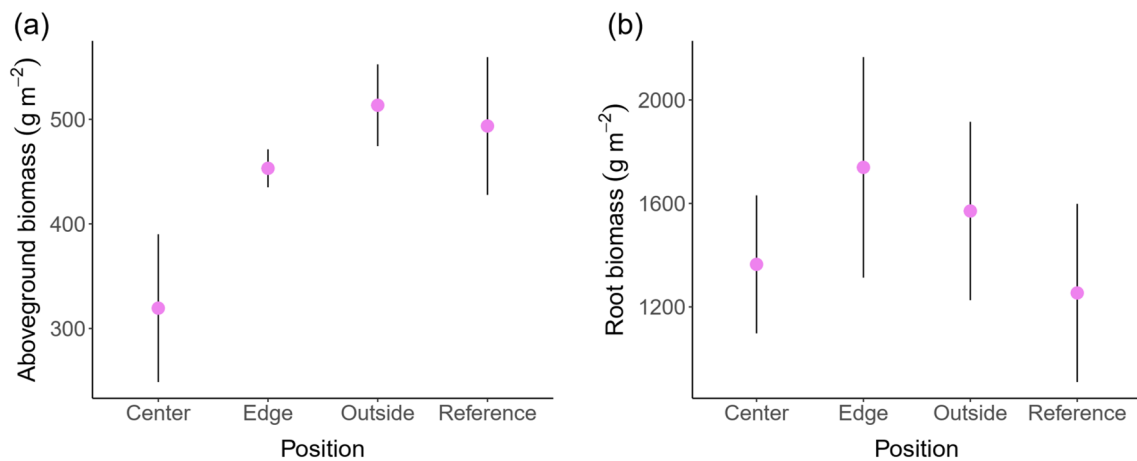 (a)
Aboveground biomass (g m⁻²)
500
400
300
Center Edge Outside Reference
Position
(b)
Root biomass (g m⁻²)
2000
1600
1200
Center Edge Outside Reference
Position